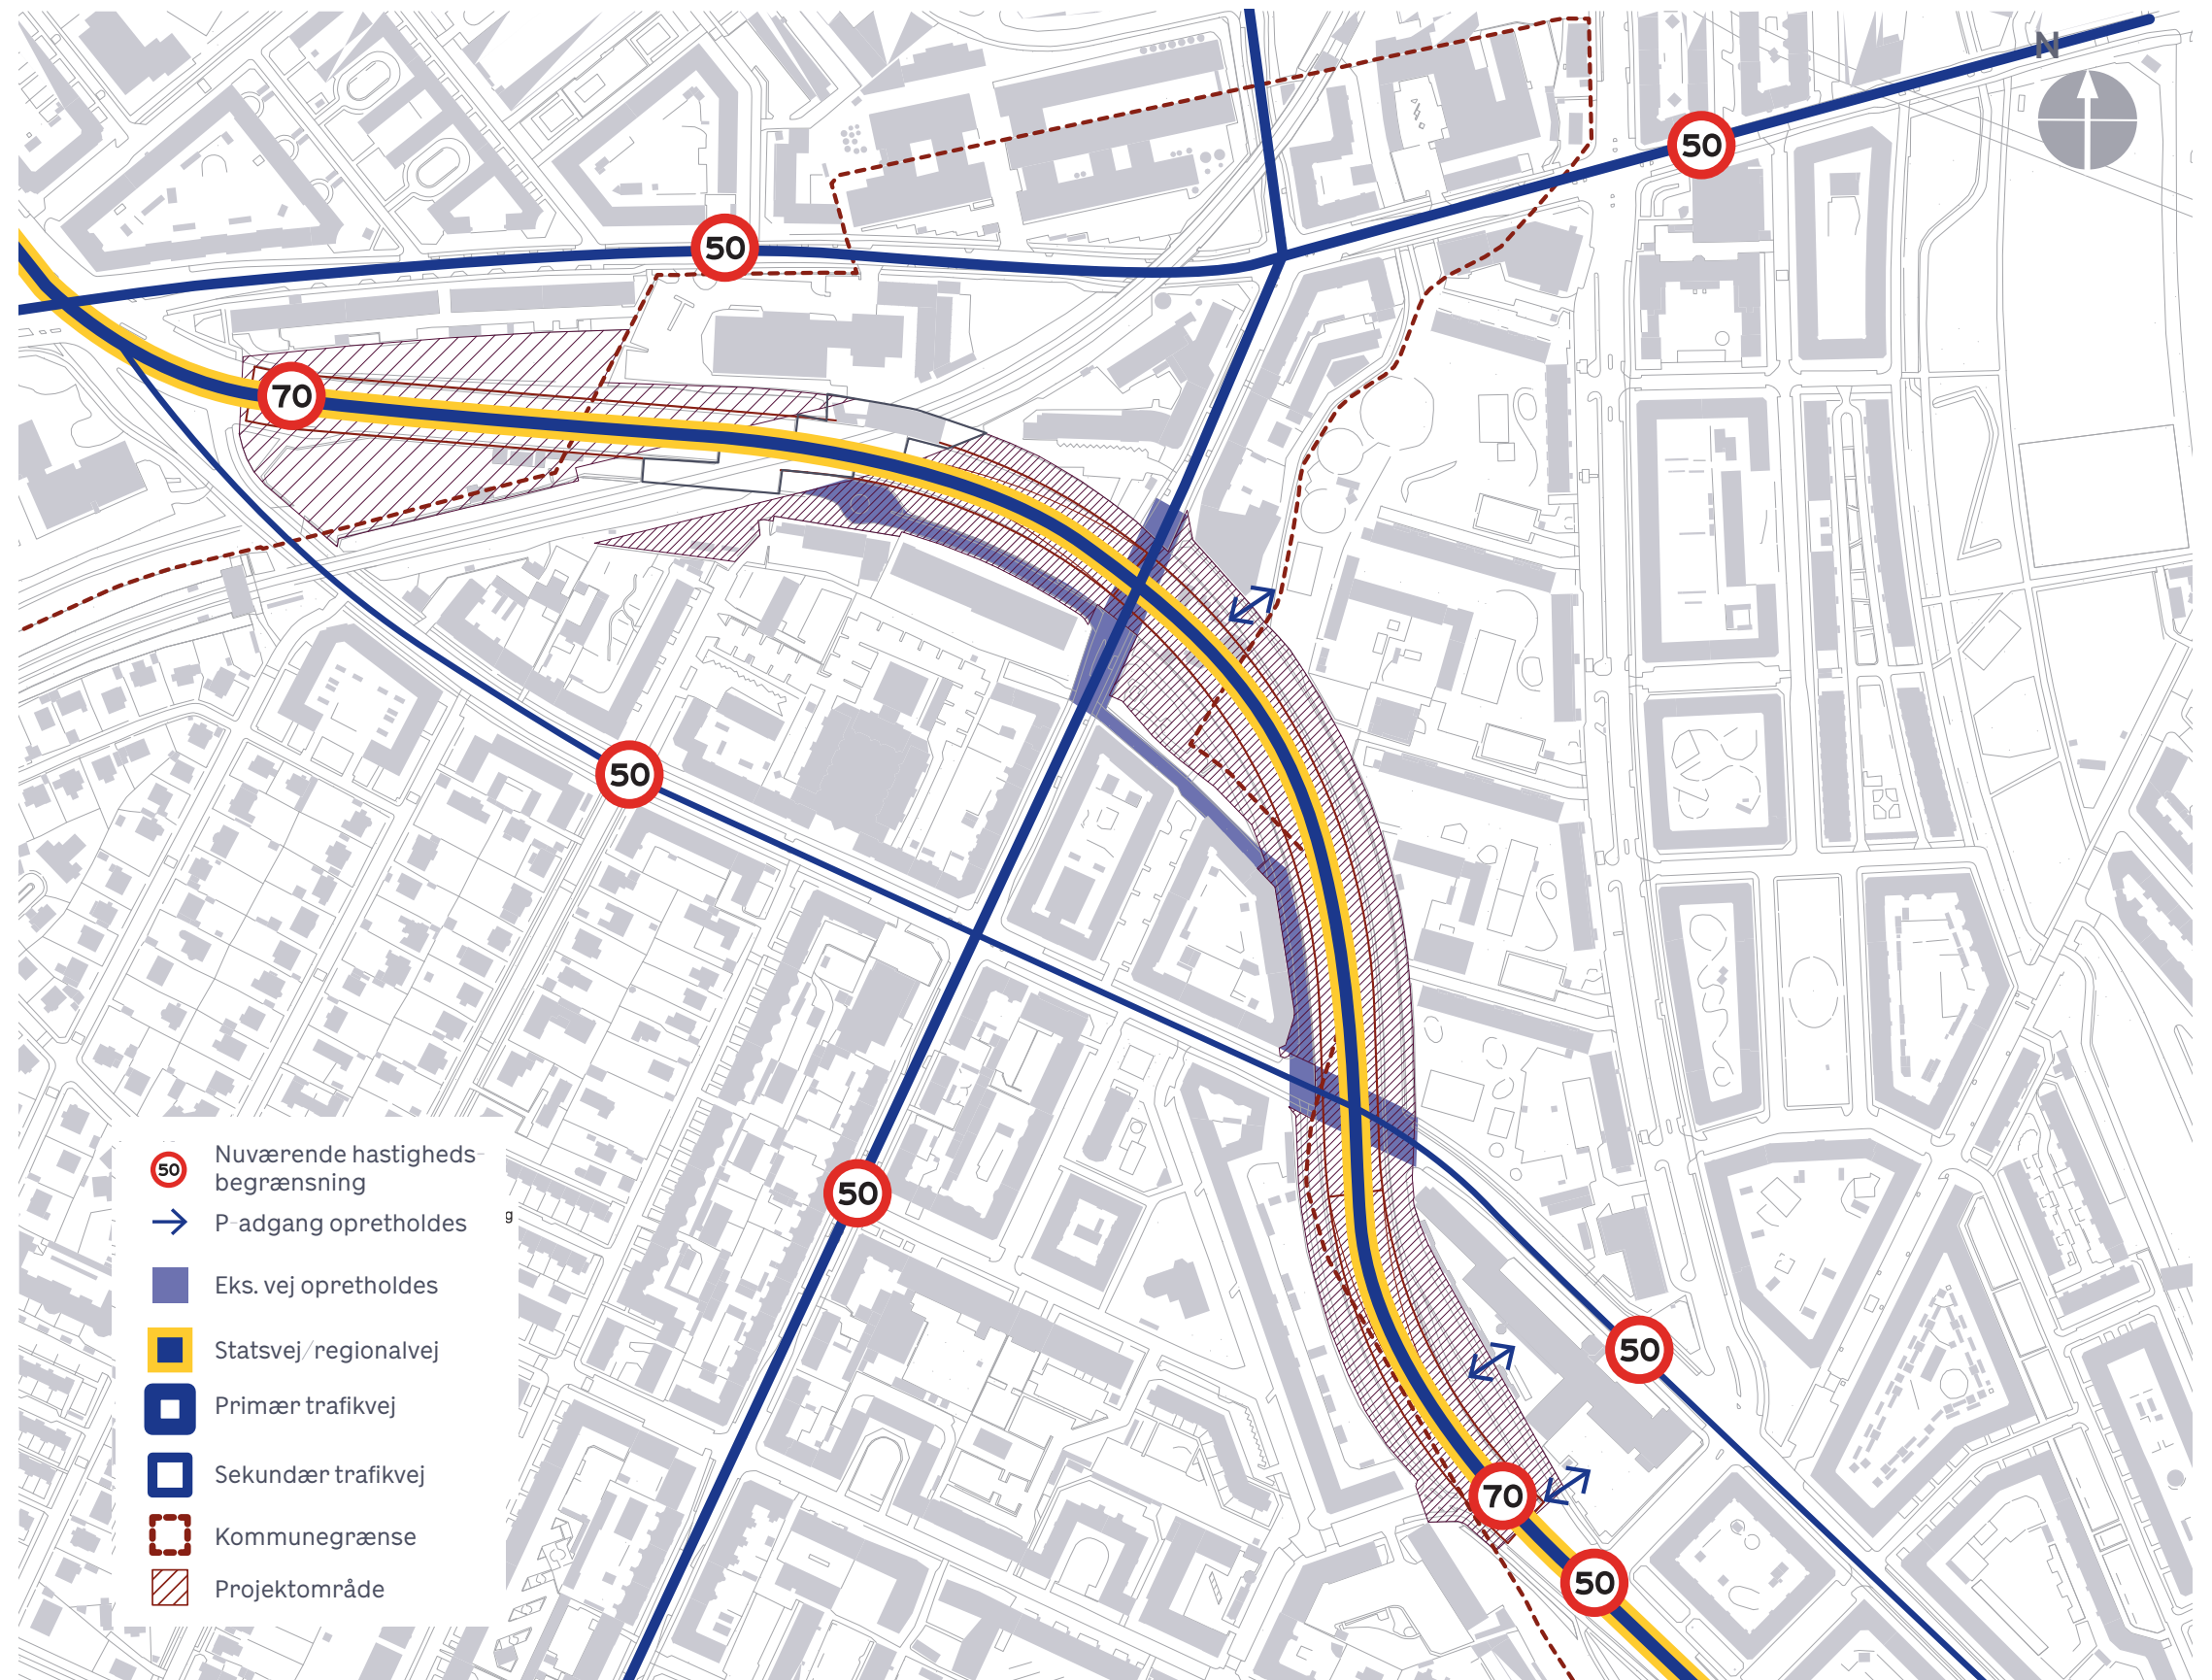 N
50
50
70
50
50
50
70
50
Nuværende hastigheds-
begrænsning
50
P-adgang opretholdes
g
Eks. vej opretholdes
Statsvej/regionalvej
Primær trafikvej
Sekundær trafikvej
Kommunegrænse
Projektområde